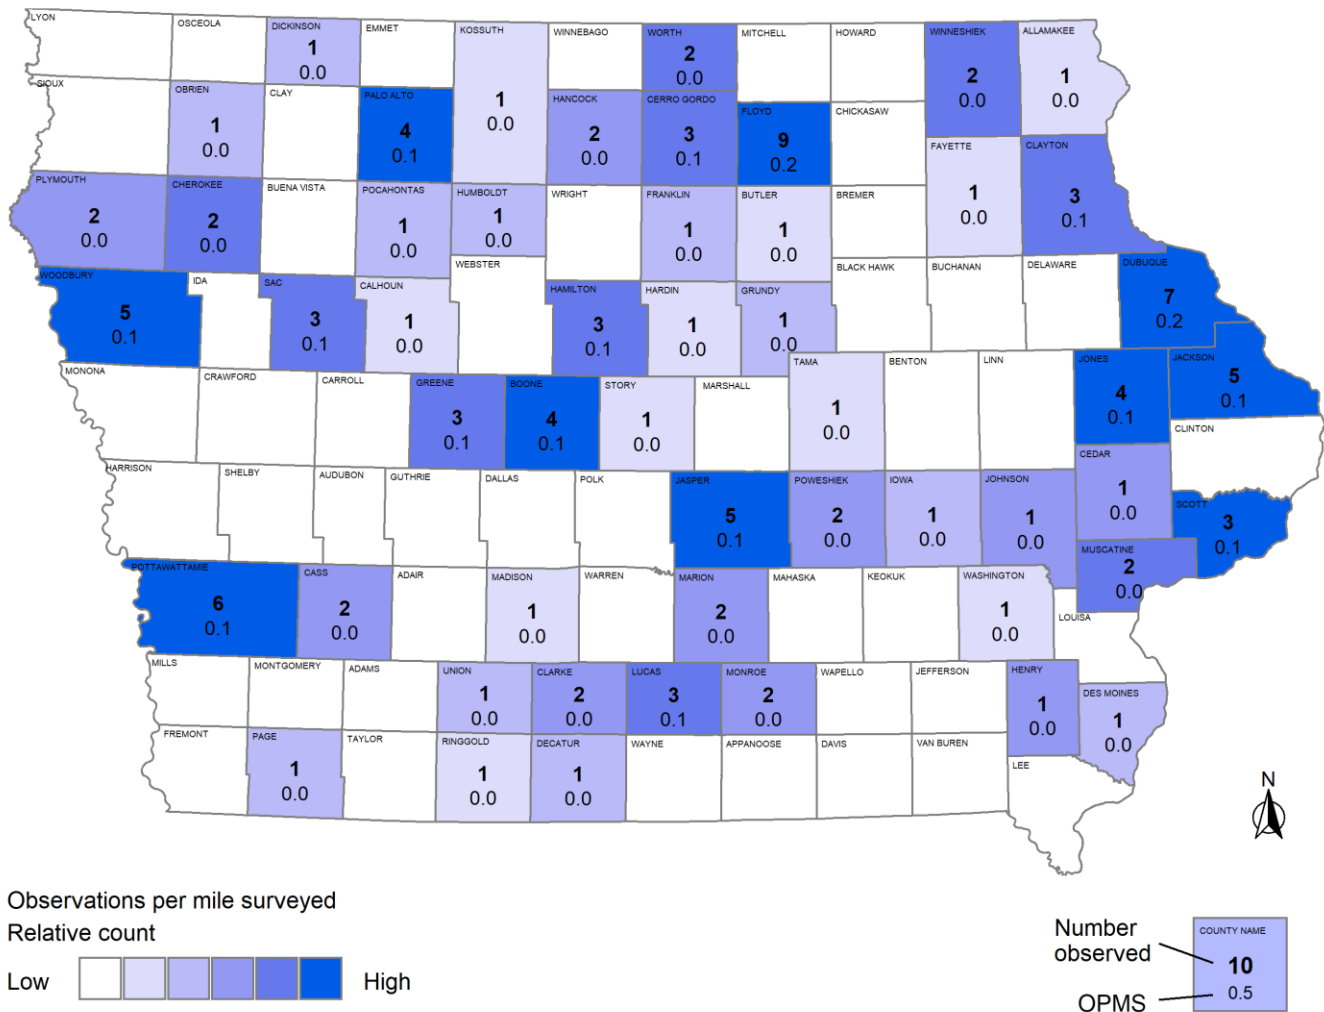 LYON
OSCEOLA
DICKINSON
1
0.0
EMMET
KOSSUTH
1
0.0
WINNEBAGO
WORTH
2
0.0
MITCHELL
HOWARD
WINNESHIEK
2
0.0
ALLAMAKEE
1
0.0
SIOUX
OBRIEN
1
0.0
CLAY
PALO ALTO
4
0.1
HANCOCK
2
0.0
CERRO GORDO
3
0.1
FLOYD
9
0.2
CHICKASAW
FAYETTE
1
0.0
CLAYTON
3
0.1
PLYMOUTH
2
0.0
CHEROKEE
2
0.0
BUENA VISTA
POCAHONTAS
1
0.0
HUMBOLDT
1
0.0
WRIGHT
FRANKLIN
1
0.0
BUTLER
1
0.0
BREMER
WOODBURY
5
0.1
IDA
SAC
3
0.1
CALHOUN
1
0.0
WEBSTER
HAMILTON
3
0.1
HARDIN
1
0.0
GRUNDY
1
0.0
BLACK HAWK
BUCHANAN
DELAWARE
DUBUQUE
7
0.2
MONONA
CRAWFORD
CARROLL
GREENE
3
0.1
BOONE
4
0.1
STORY
1
0.0
MARSHALL
TAMA
1
0.0
BENTON
LINN
JONES
4
0.1
JACKSON
5
0.1
CLINTON
HARRISON
SHELBY
AUDUBON
GUTHRIE
DALLAS
POLK
JASPER
5
0.1
POWESHIEK
2
0.0
IOWA
1
0.0
JOHNSON
1
0.0
CEDAR
1
0.0
SCOTT
3
0.1
MUSCATINE
2
0.0
POTTAWATTAMIE
6
0.1
CASS
2
0.0
ADAIR
MADISON
1
0.0
WARREN
MARION
2
0.0
MAHASKA
KEOKUK
WASHINGTON
1
0.0
LOUISA
MILLS
MONTGOMERY
ADAMS
UNION
1
0.0
CLARKE
2
0.0
LUCAS
3
0.1
MONROE
2
0.0
WAPELLO
JEFFERSON
HENRY
1
0.0
DES MOINES
1
0.0
FREMONT
PAGE
1
0.0
TAYLOR
RINGGOLD
1
0.0
DECATUR
1
0.0
WAYNE
APPANOOSE
DAVIS
VAN BUREN
LEE
N
Observations per mile surveyed
Relative count
Low
High
Number
observed
OPMS
COUNTY NAME
10
0.5